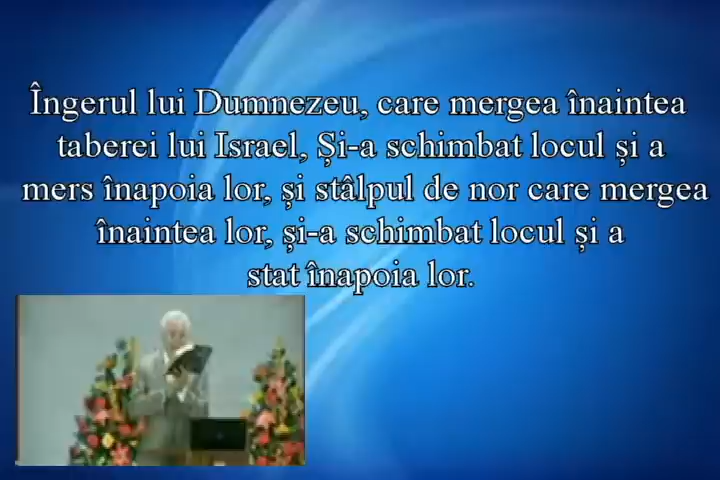 Îngerul lui Dumnezeu, care mergea înaintea
taberei lui Israel, Și-a schimbat locul și a
mers înapoia lor, și stâlpul de nor care mergea
înaintea lor, și-a schimbat locul și a
stat înapoia lor.